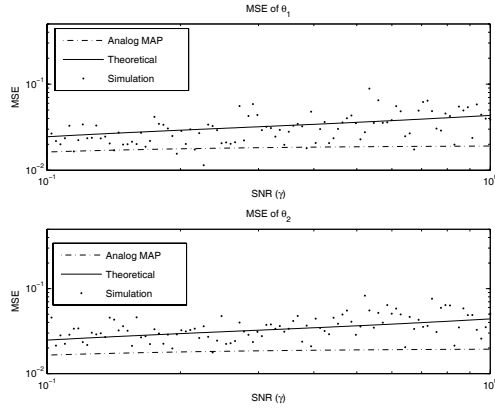 MSE of θ1
Analog MAP
Theoretical
Simulation
MSE
10^-1
10^-2
10^-1
10^0
SNR (γ)
MSE of θ2
Analog MAP
Theoretical
Simulation
MSE
10^-1
10^-2
10^-1
10^0
SNR (γ)